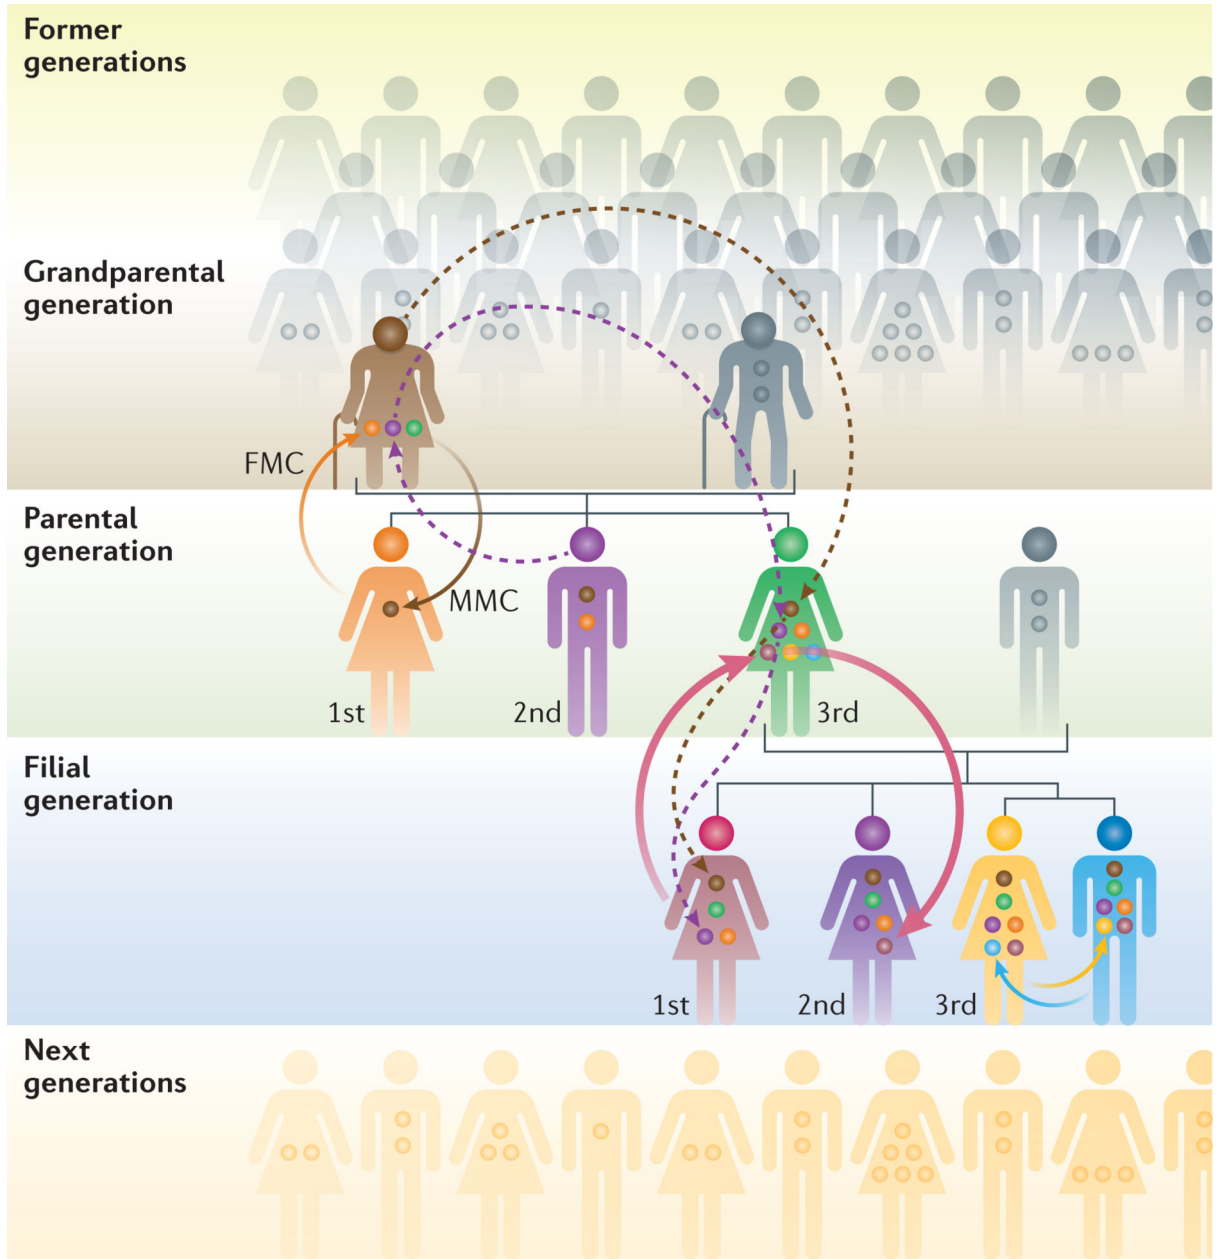 Former
generations
Grandparental
generation
FMC
Parental
generation
MMC
1st
2nd
3rd
Filial
generation
1st
2nd
3rd
Next
generations